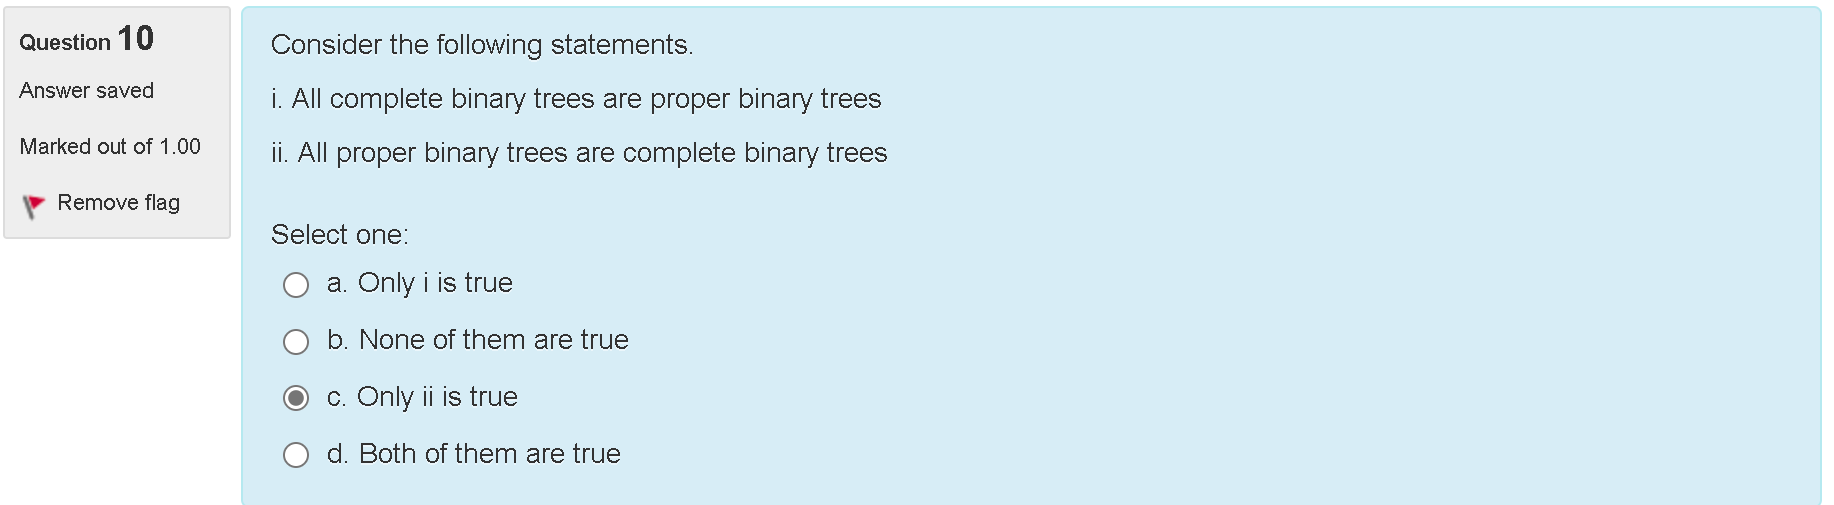 Question 10
Answer saved
Marked out of 1.00
Remove flag
Consider the following statements.
i. All complete binary trees are proper binary trees
ii. All proper binary trees are complete binary trees
Select one:
a. Only i is true
b. None of them are true
c. Only ii is true
d. Both of them are true